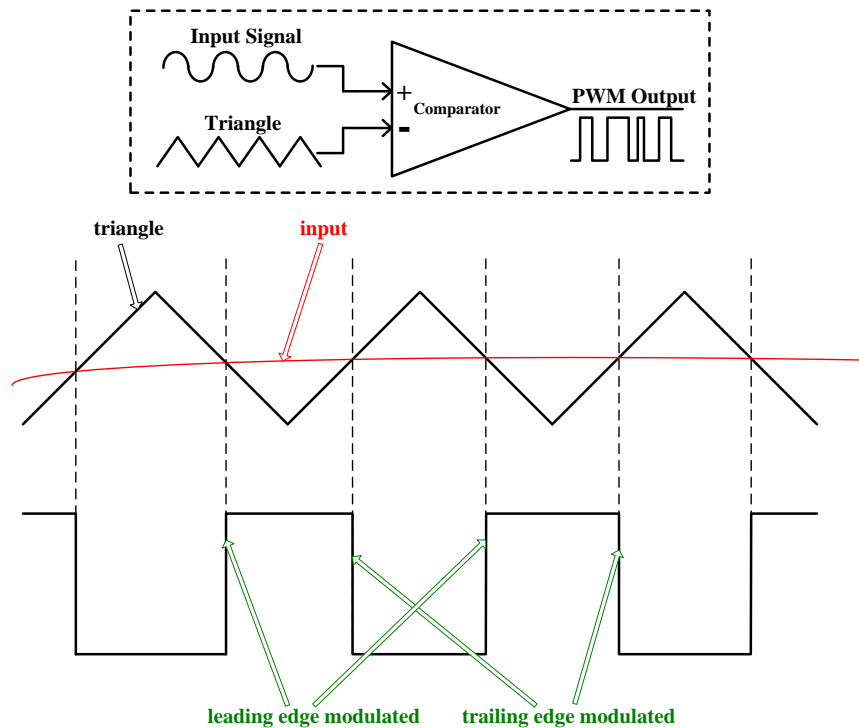 Input Signal
+
Comparator
PWM Output
Triangle
-
triangle
input
leading edge modulated
trailing edge modulated